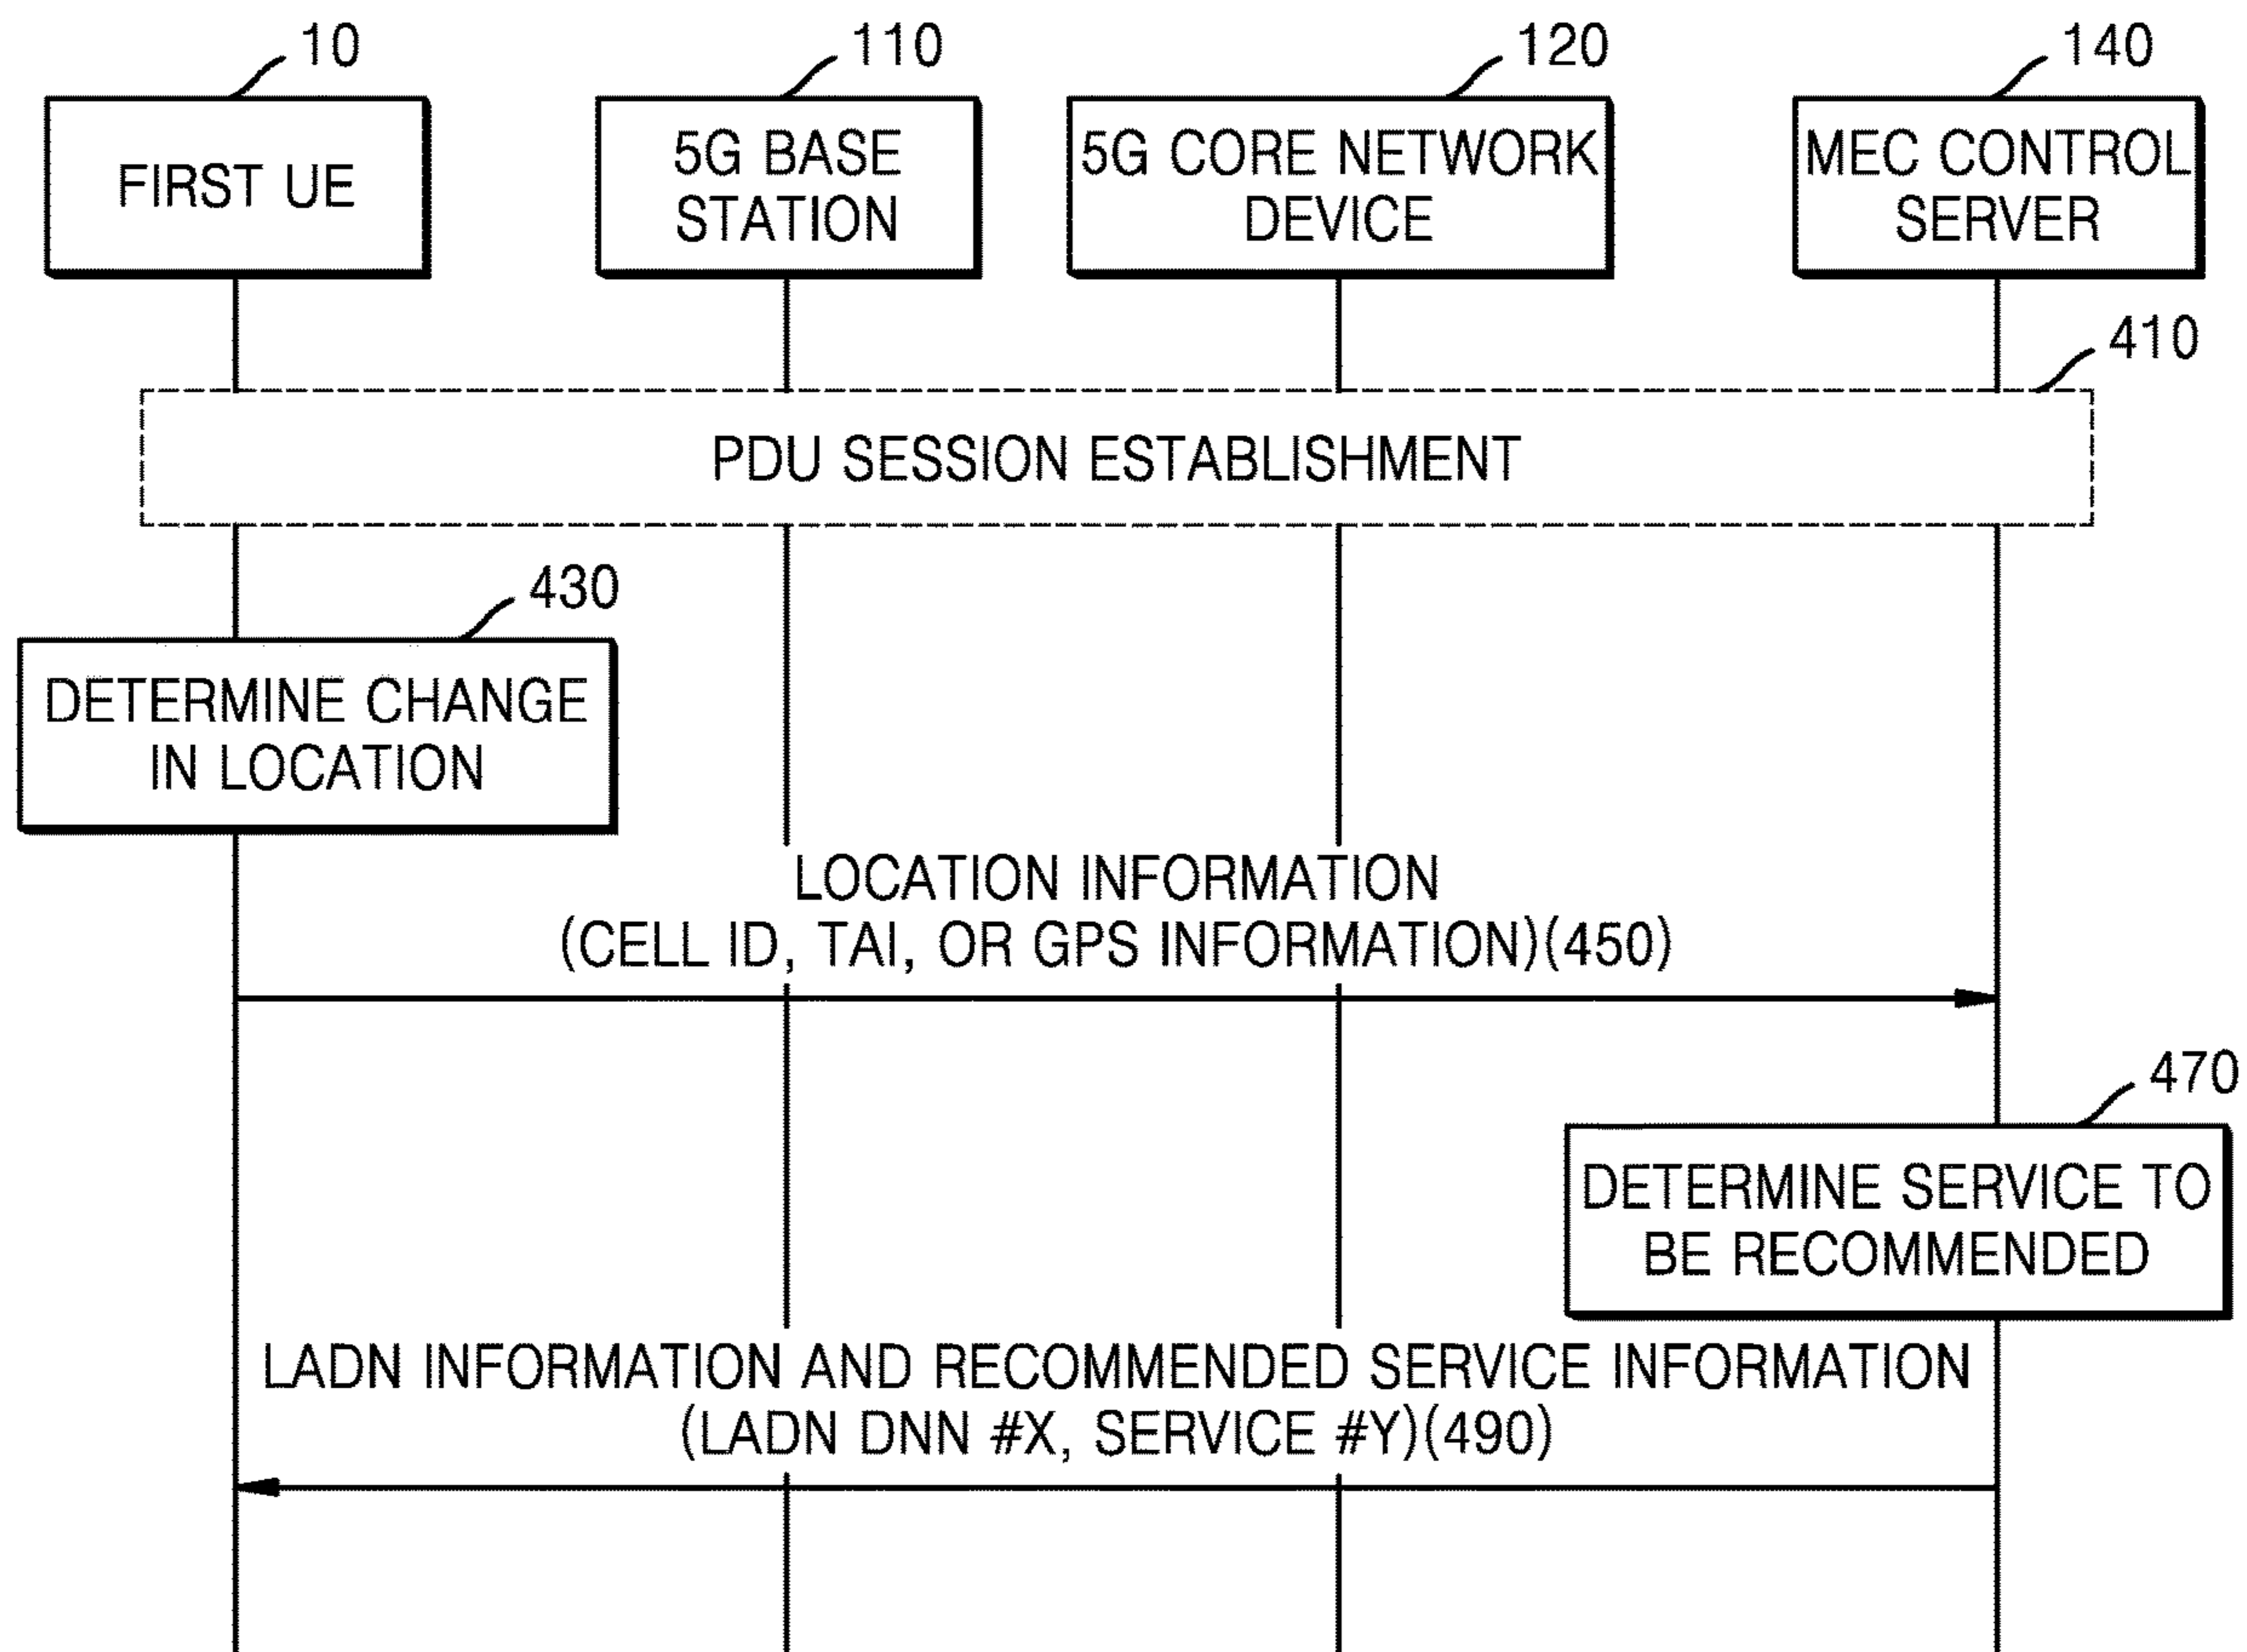 10
110
120
140
FIRST UE
5G BASE
STATION
5G CORE NETWORK
DEVICE
MEC CONTROL
SERVER
410
PDU SESSION ESTABLISHMENT
430
DETERMINE CHANGE
IN LOCATION
LOCATION INFORMATION
(CELL ID, TAI, OR GPS INFORMATION)(450)
470
DETERMINE SERVICE TO
BE RECOMMENDED
LADN INFORMATION AND RECOMMENDED SERVICE INFORMATION
(LADN DNN #X, SERVICE #Y)(490)